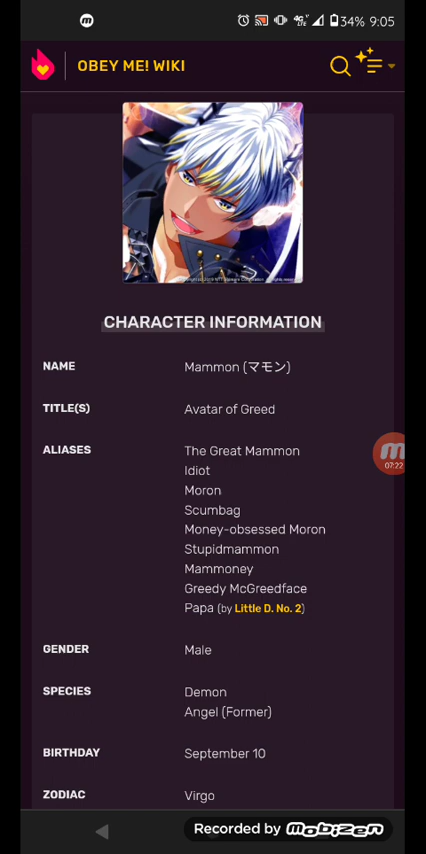 34% 9:05
OBEY ME! WIKI
CHARACTER INFORMATION
NAME Mammon (マモン)
TITLE(S) Avatar of Greed
ALIASES The Great Mammon
Idiot
Moron
Scumbag
Money-obsessed Moron
Stupidmammon
Mammoney
Greedy McGreedface
Papa (by Little D. No. 2)
07:22
GENDER Male
SPECIES Demon
Angel (Former)
BIRTHDAY September 10
ZODIAC Virgo
Recorded by mobizen